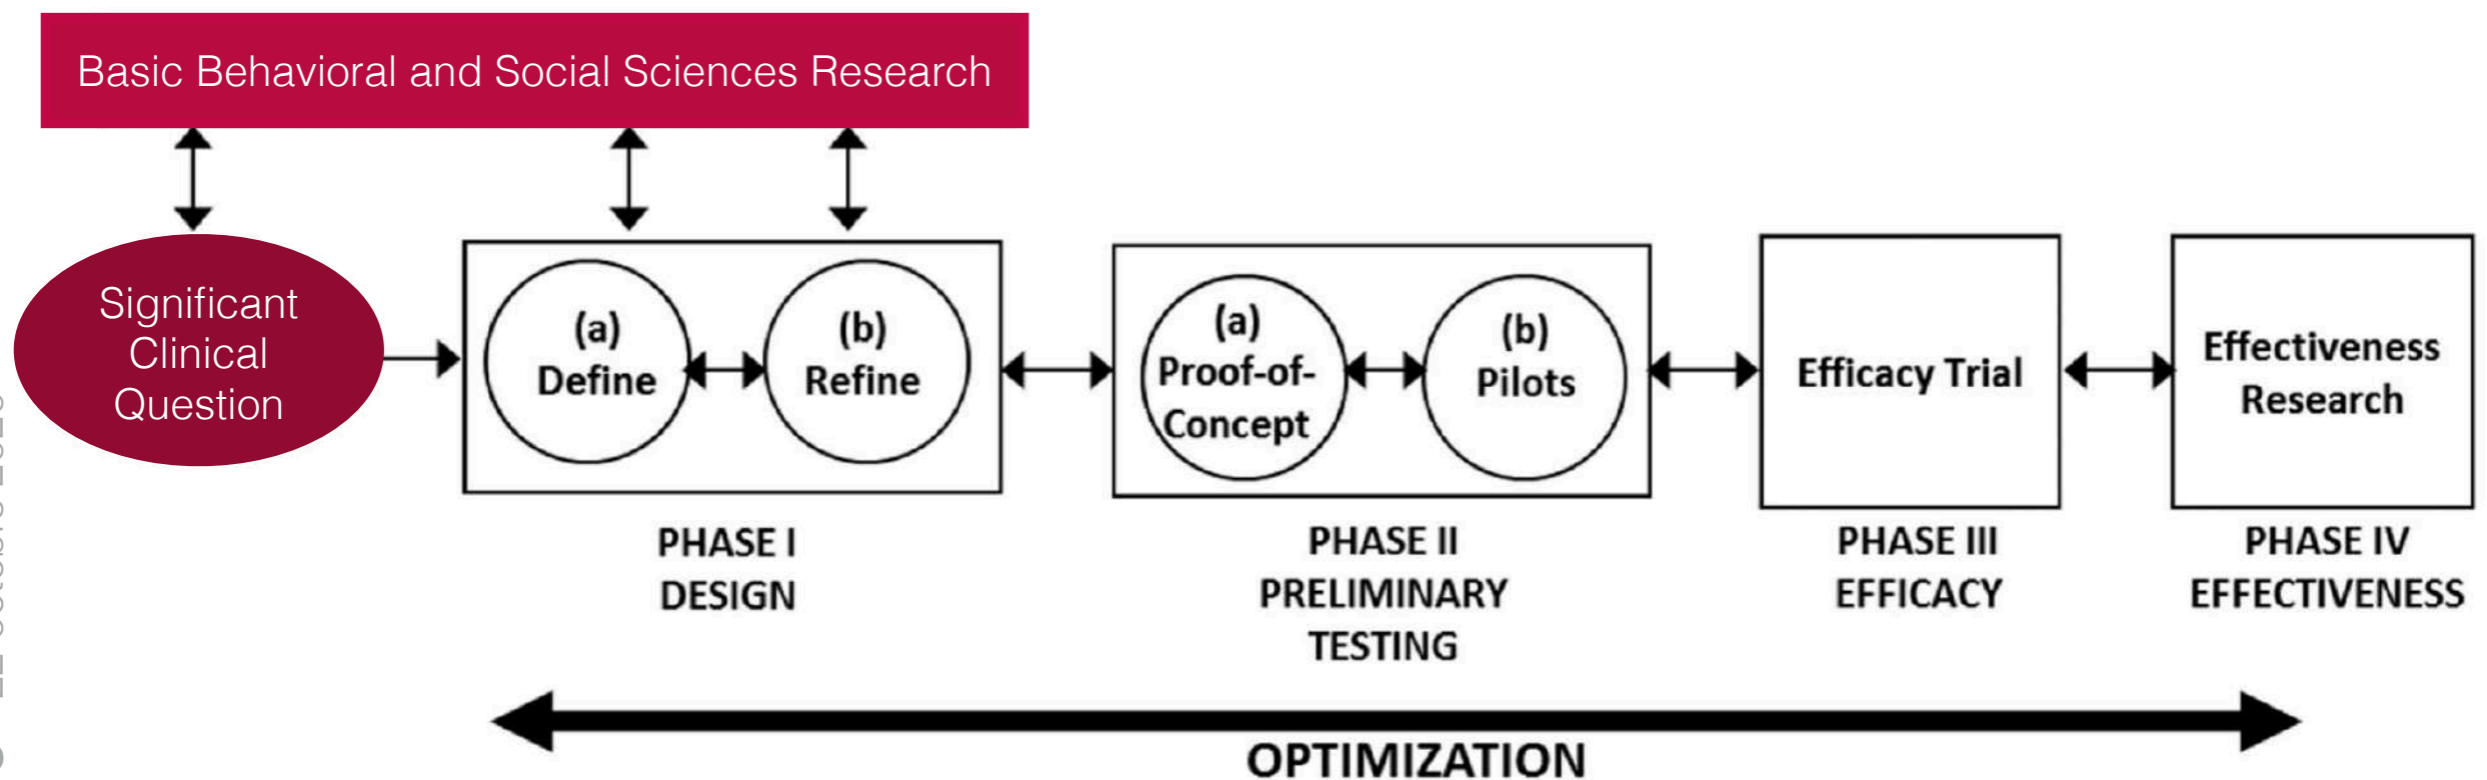 Basic Behavioral and Social Sciences Research
Significant
Clinical
Question
(a)
Define
(b)
Refine
(a)
Proof-of-
Concept
(b)
Pilots
Efficacy Trial
Effectiveness
Research
PHASE I
DESIGN
PHASE II
PRELIMINARY
TESTING
PHASE III
EFFICACY
PHASE IV
EFFECTIVENESS
OPTIMIZATION